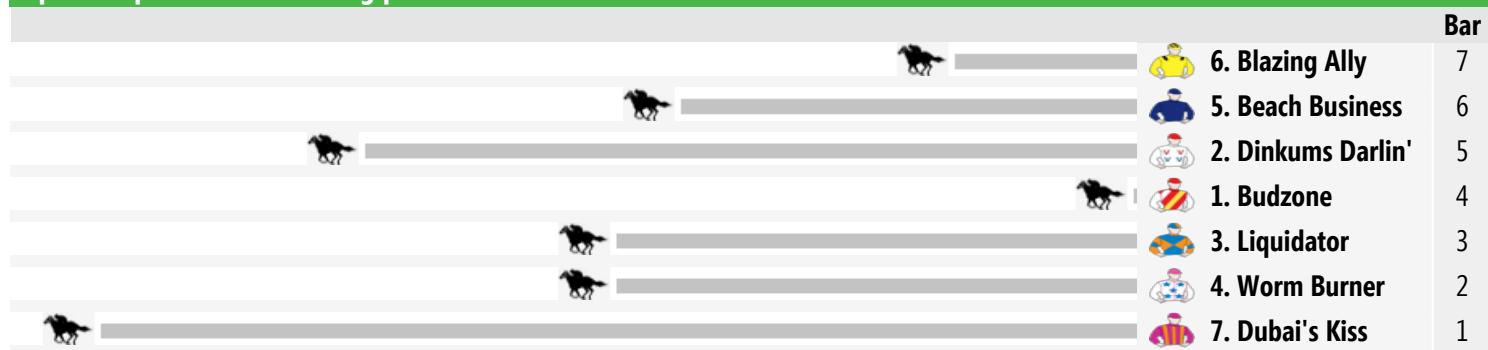 Bar
6. Blazing Ally 7
5. Beach Business 6
2. Dinkums Darlin' 5
1. Budzone 4
3. Liquidator 3
4. Worm Burner 2
7. Dubai's Kiss 1